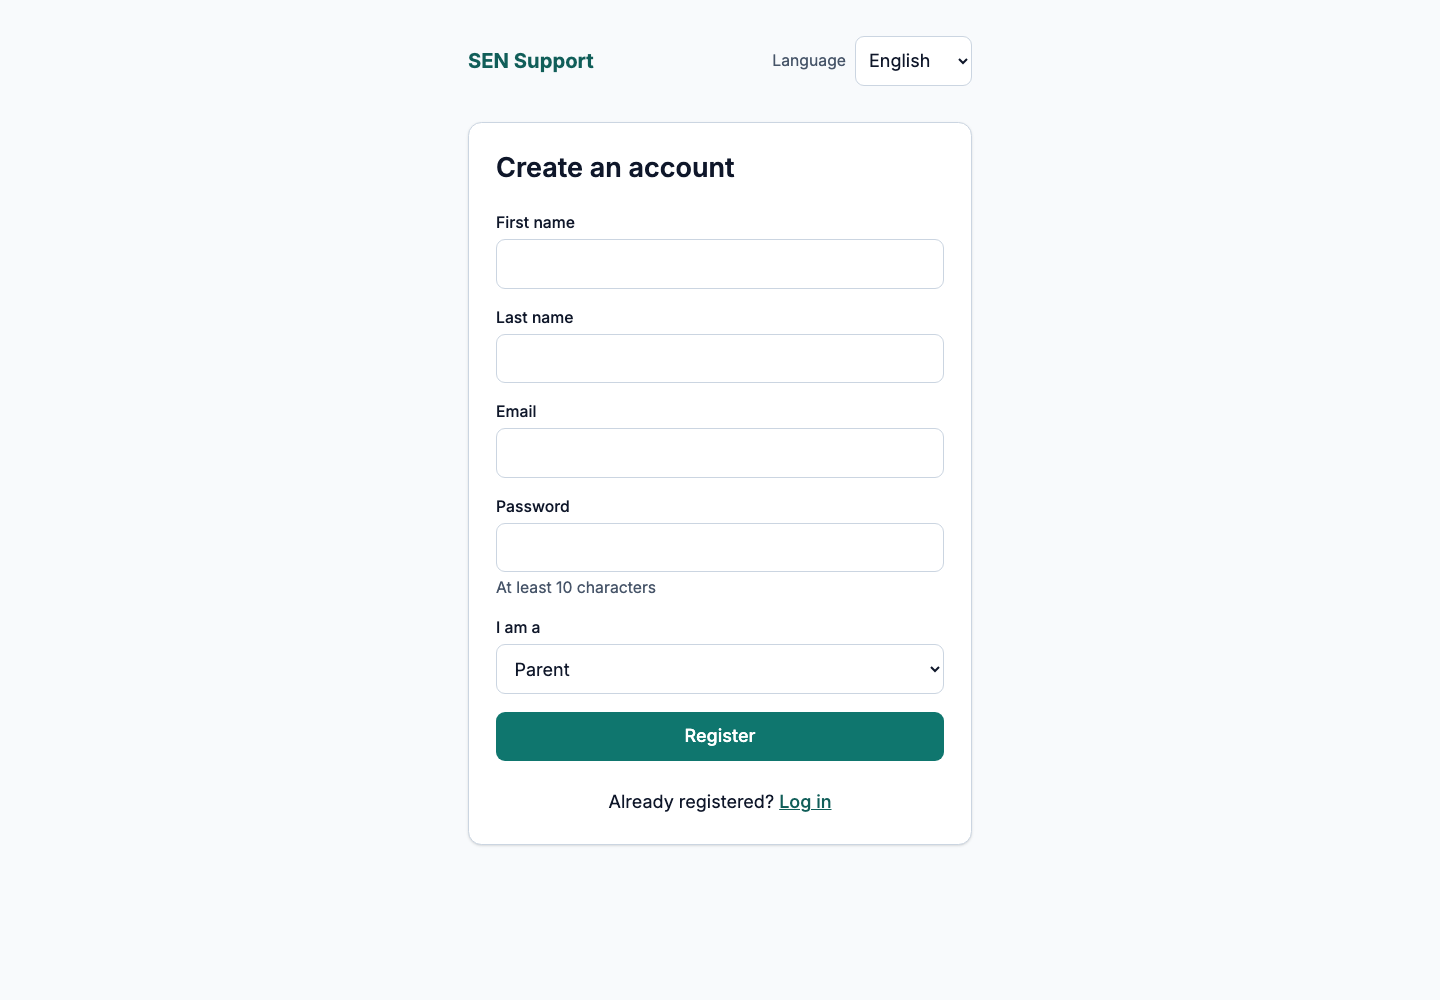 SEN Support
Language English
Create an account
First name
Last name
Email
Password
At least 10 characters
I am a
Parent
Register
Already registered? Log in